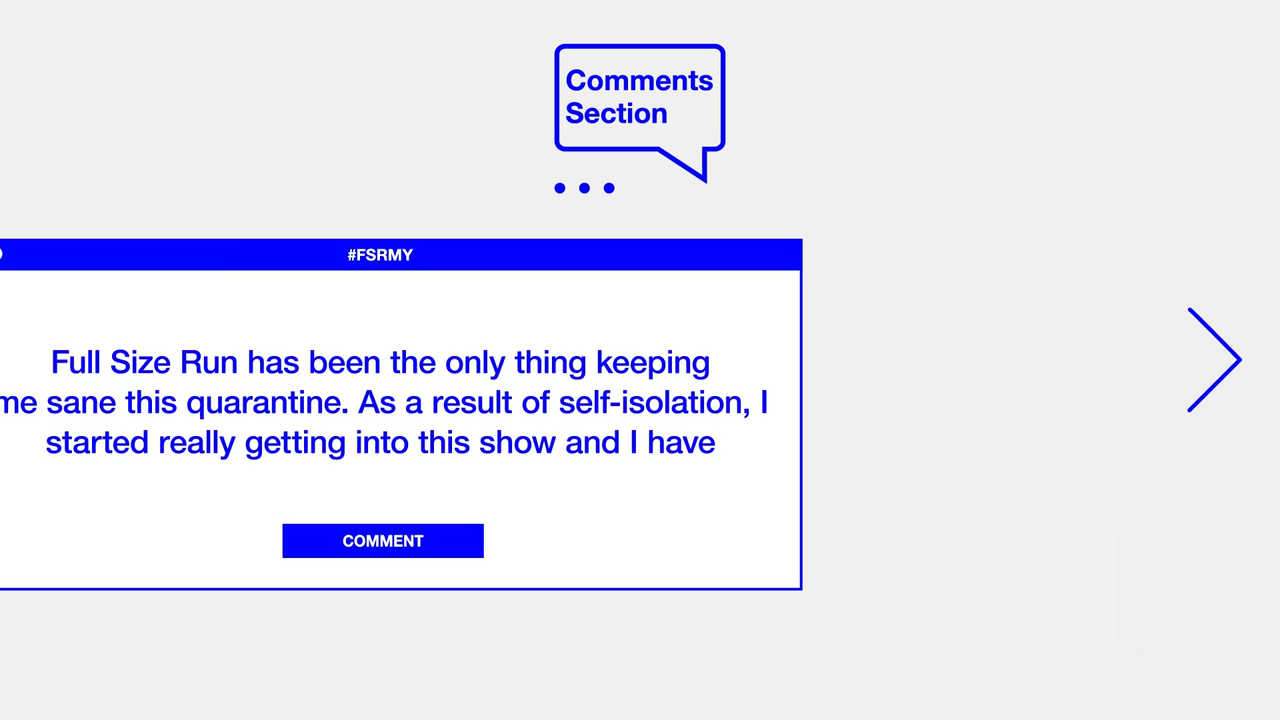 Comments
Section
#FSRMY
Full Size Run has been the only thing keeping
me sane this quarantine. As a result of self-isolation, I
started really getting into this show and I have
COMMENT